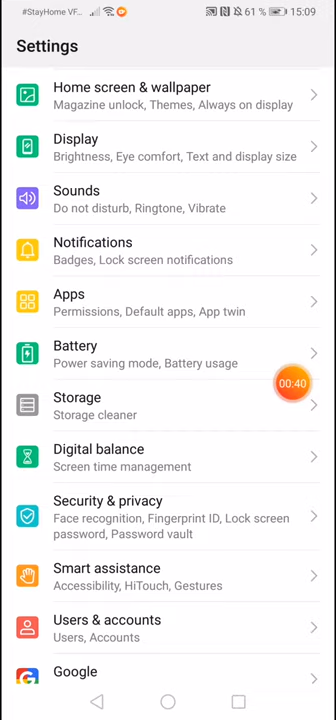 #StayHome VF...
61 %
15:09
Settings
Home screen & wallpaper
Magazine unlock, Themes, Always on display
Display
Brightness, Eye comfort, Text and display size
Sounds
Do not disturb, Ringtone, Vibrate
Notifications
Badges, Lock screen notifications
Apps
Permissions, Default apps, App twin
Battery
Power saving mode, Battery usage
00:40
Storage
Storage cleaner
Digital balance
Screen time management
Security & privacy
Face recognition, Fingerprint ID, Lock screen
password, Password vault
Smart assistance
Accessibility, HiTouch, Gestures
Users & accounts
Users, Accounts
Google